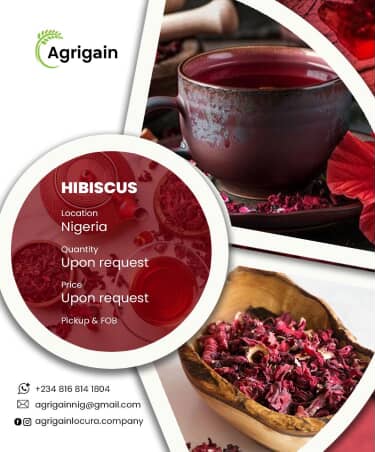 Agrigain
HIBISCUS
Location
Nigeria
Quantity
Upon request
Price
Upon request
Pickup & FOB
+234 816 814 1804
agrigainnig@gmail.com
agrigainlocura.company